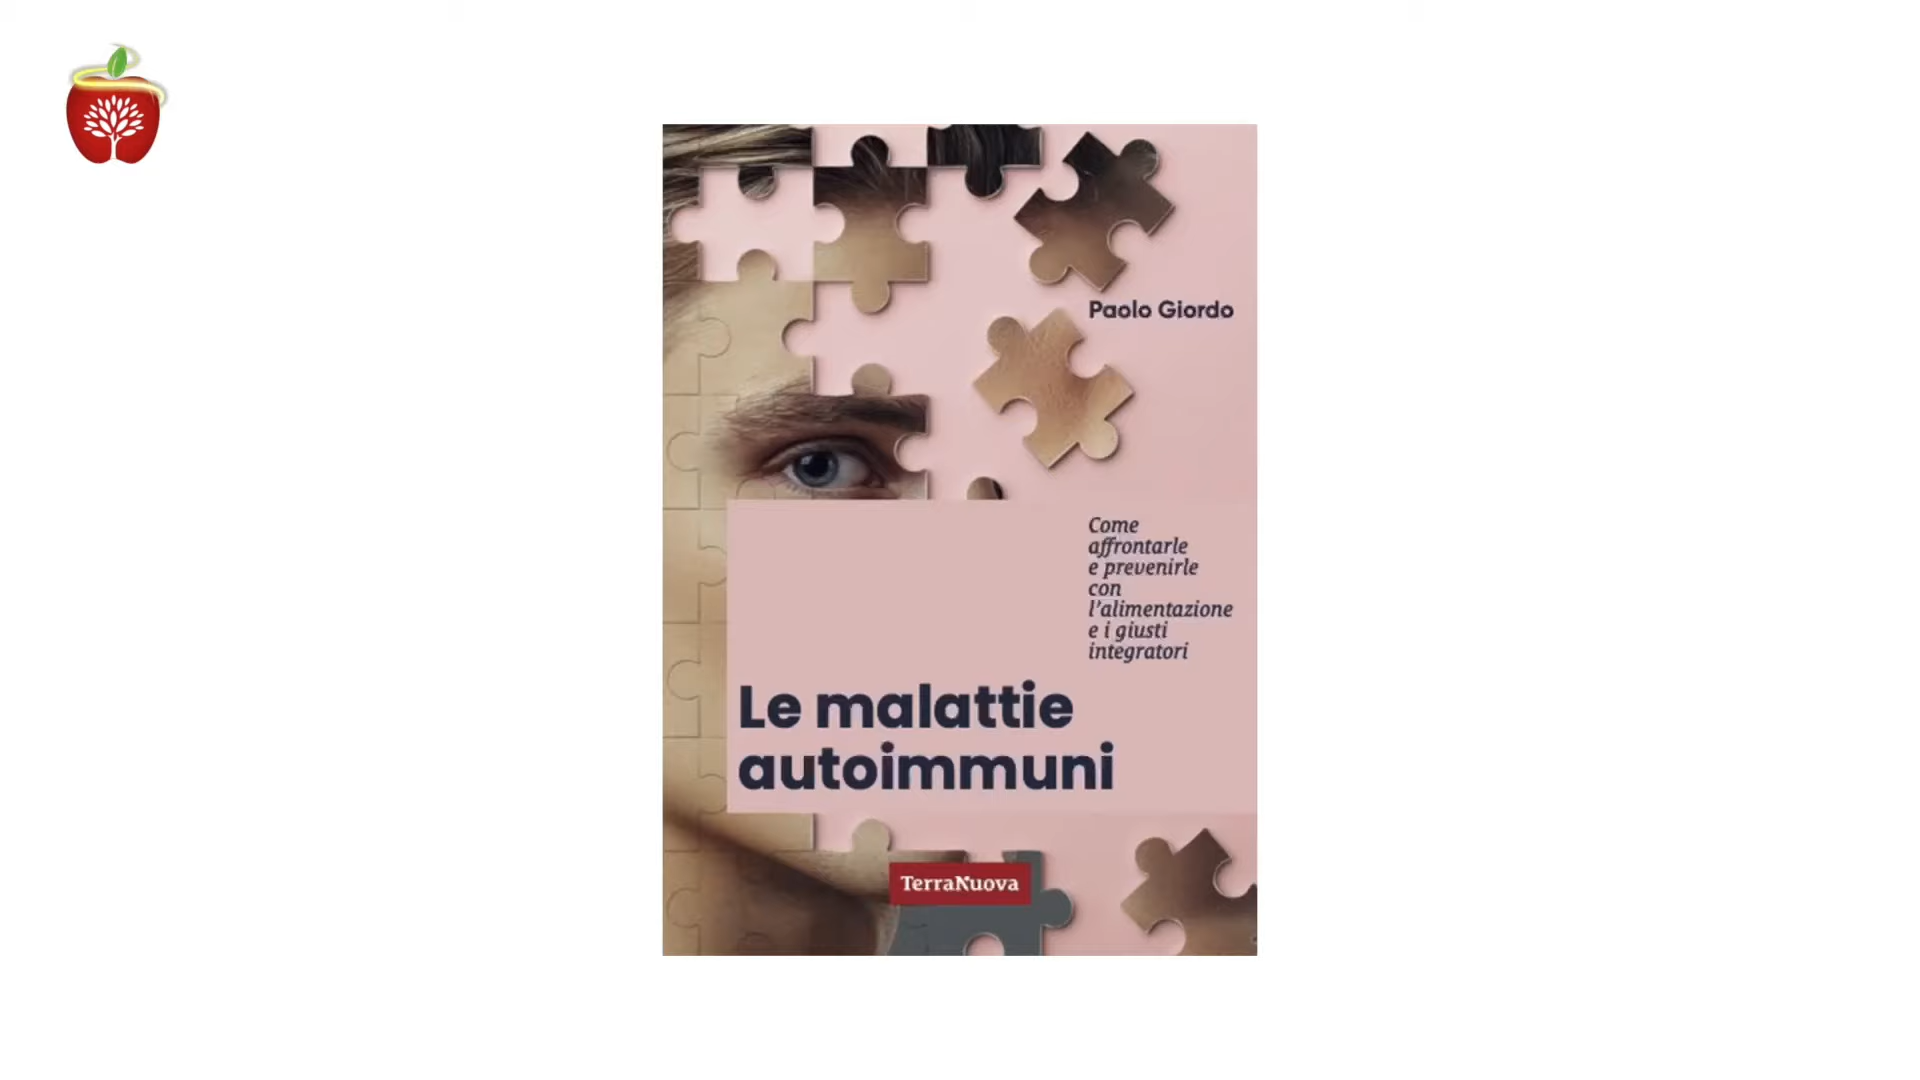 Paolo Giordo
Come
affrontarle
e prevenirle
con
l’alimentazione
e i giusti
integratori
Le malattie
autoimmuni
TerraNuova